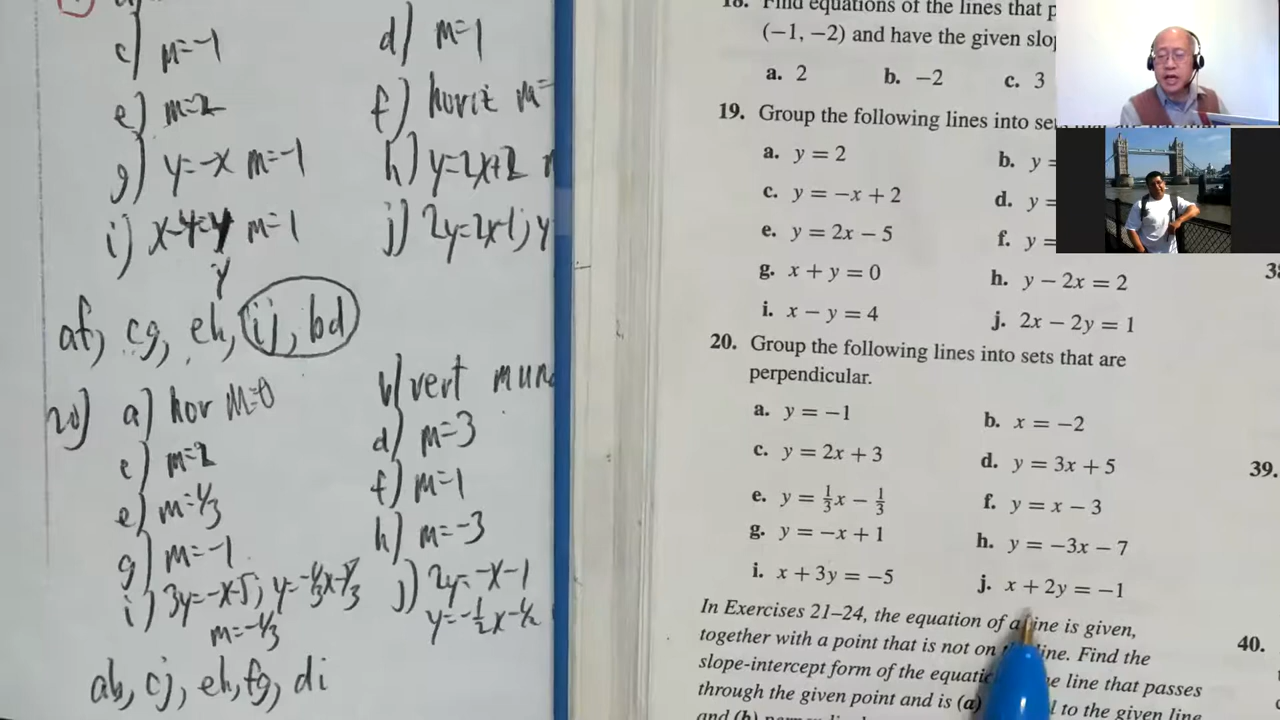 c) m=-1
d) m=1
e) m=2
f) horiz m=
g) y=-x m=-1
h) y=2x+2
i) x-4=y m=1
y
j) 2y=2x-1; y
af, cg, eh, ij, bd
20) a) hor m=0
b) vert m und
c) m=2
d) m=3
e) m=1/3
f) m=1
g) m=-1
h) m=-3
i) 3y=-x-5; y=-1/3x-5/3
m=-1/3
j) 2y=-x-1
y=-1/2x-1/2
ab, cj, eh, fg, di
18. Find equations of the lines that p
(−1, −2) and have the given slo
a. 2 b. −2 c. 3
19. Group the following lines into sets
a. y = 2 b. y =
c. y = −x + 2 d. y =
e. y = 2x − 5 f. y =
g. x + y = 0 h. y − 2x = 2
i. x − y = 4 j. 2x − 2y = 1
20. Group the following lines into sets that are
perpendicular.
a. y = −1 b. x = −2
c. y = 2x + 3 d. y = 3x + 5
e. y = 1/3x − 1/3 f. y = x − 3
g. y = −x + 1 h. y = −3x − 7
i. x + 3y = −5 j. x + 2y = −1
In Exercises 21–24, the equation of a line is given,
together with a point that is not on line. Find the
slope-intercept form of the line that passes
through the given point and is (a) to the given line
and (b)
39.
40.